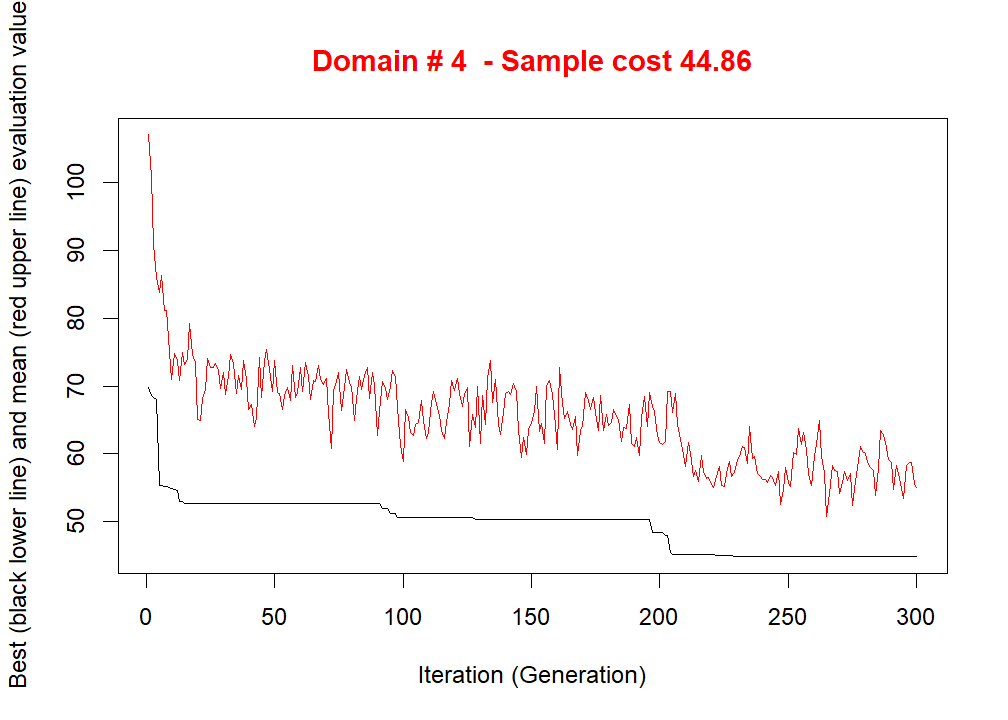 Domain # 4  - Sample cost 44.86
Best (black lower line) and mean (red upper line) evaluation value
100
90
80
70
60
50
0 50 100 150 200 250 300
Iteration (Generation)